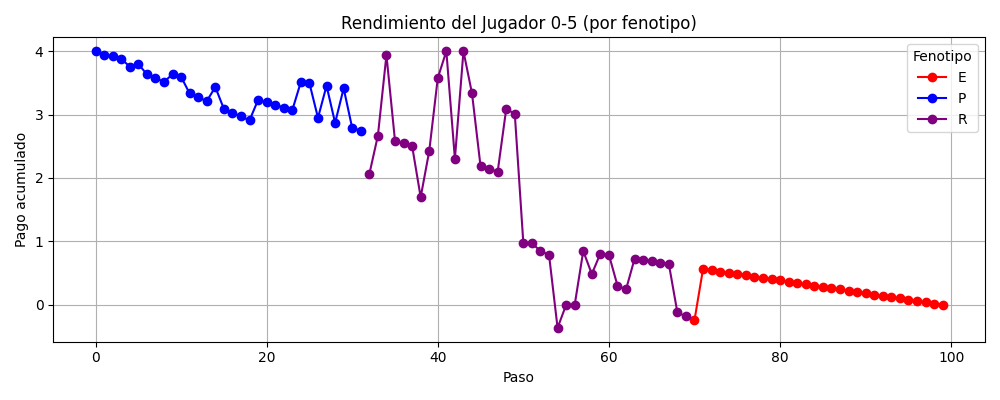 Rendimiento del Jugador 0-5 (por fenotipo)
Pago acumulado
4
3
2
1
0
Fenotipo
E
P
R
0
20
40
60
80
100
Paso